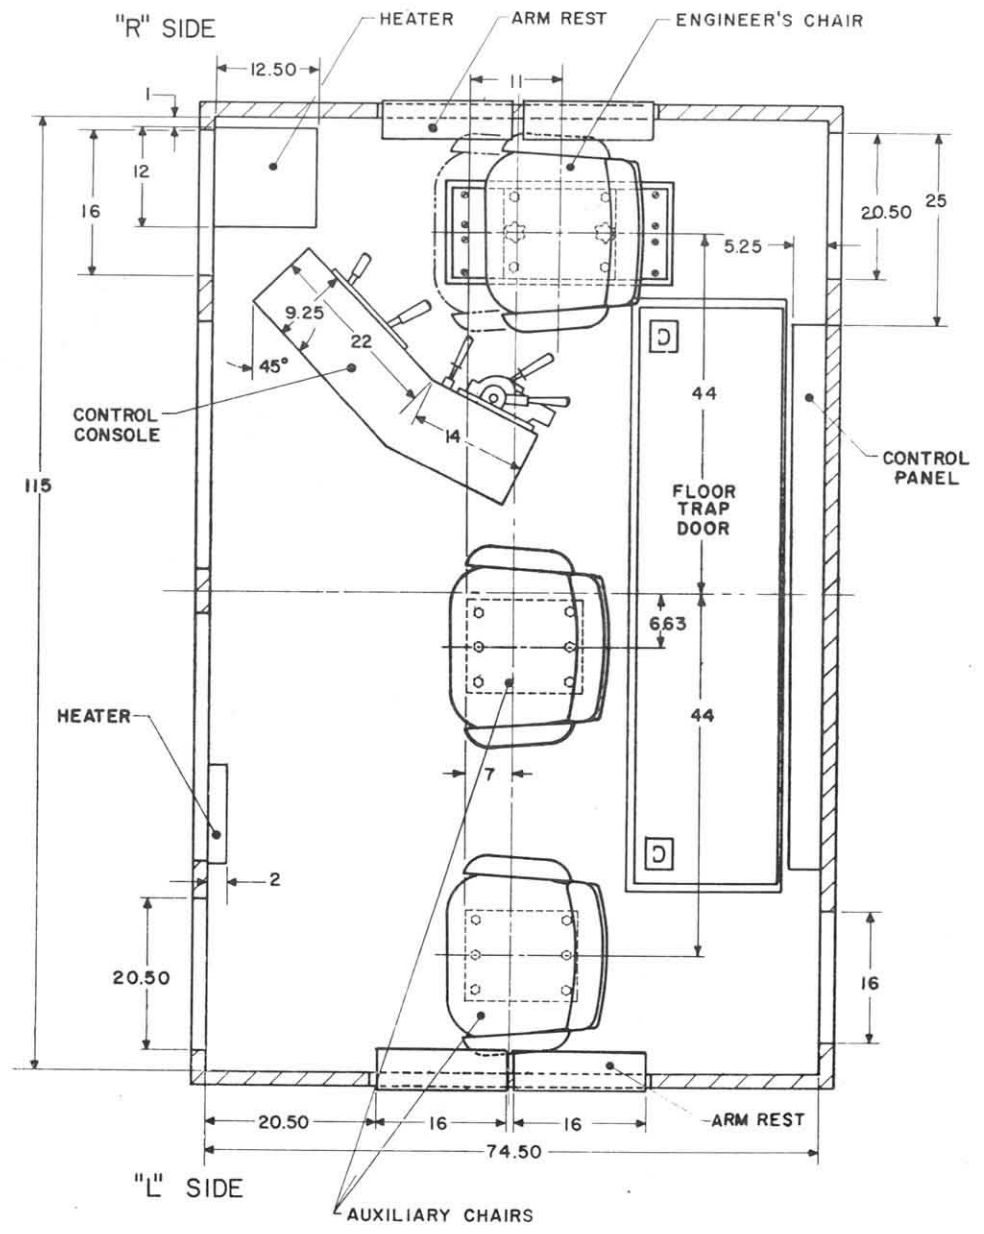 "R" SIDE
HEATER
ARM REST
ENGINEER'S CHAIR
12.50
11
1
12
16
25
20.50
5.25
9.25
22
45°
44
CONTROL
CONSOLE
14
CONTROL
PANEL
115
FLOOR
TRAP
DOOR
6.63
HEATER
44
7
2
20.50
16
20.50
16
16
ARM REST
74.50
"L" SIDE
AUXILIARY CHAIRS